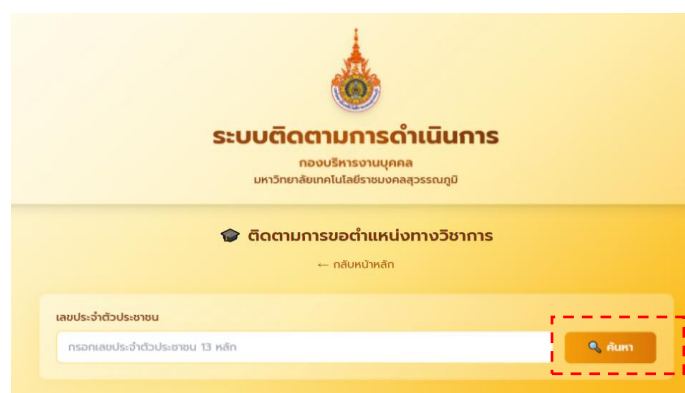 ระบบติดตามการดำเนินการ
กองบริหารงานบุคคล
มหาวิทยาลัยเทคโนโลยีราชมงคลสุวรรณภูมิ
🎓 ติดตามการขอตำแหน่งทางวิชาการ
← กลับหน้าหลัก
เลขประจำตัวประชาชน
กรอกเลขประจำตัวประชาชน 13 หลัก
🔍 ค้นหา